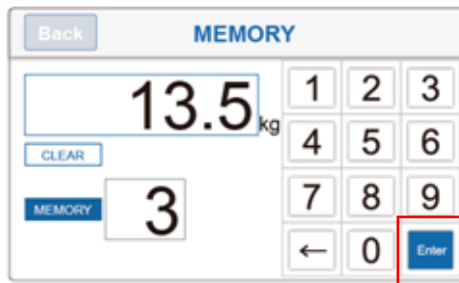 Back MEMORY
13.5 kg
CLEAR
MEMORY 3
1 2 3
4 5 6
7 8 9
← 0 Enter